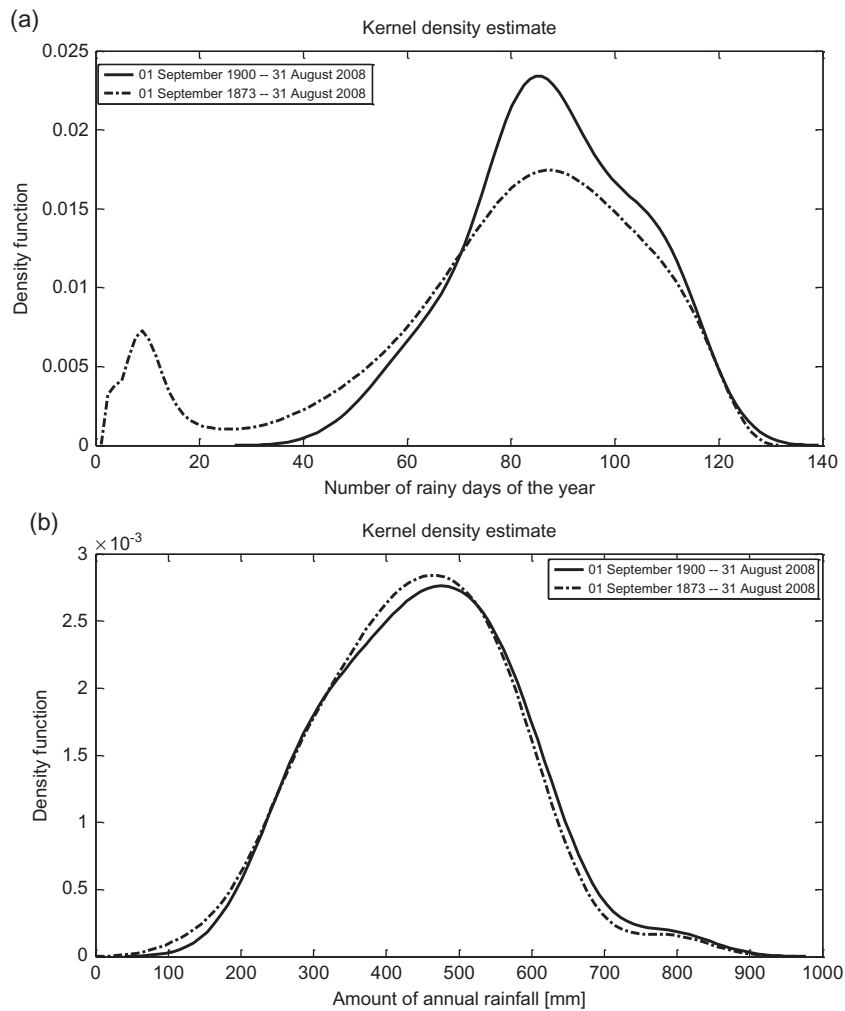 (a)
Kernel density estimate
0.025
0.02
0.015
0.01
0.005
0
01 September 1900 -- 31 August 2008
01 September 1873 -- 31 August 2008
Density function
0 20 40 60 80 100 120 140
Number of rainy days of the year
(b)
Kernel density estimate
× 10⁻³
3
2.5
2
1.5
1
0.5
0
01 September 1900 -- 31 August 2008
01 September 1873 -- 31 August 2008
Density function
0 100 200 300 400 500 600 700 800 900 1000
Amount of annual rainfall [mm]